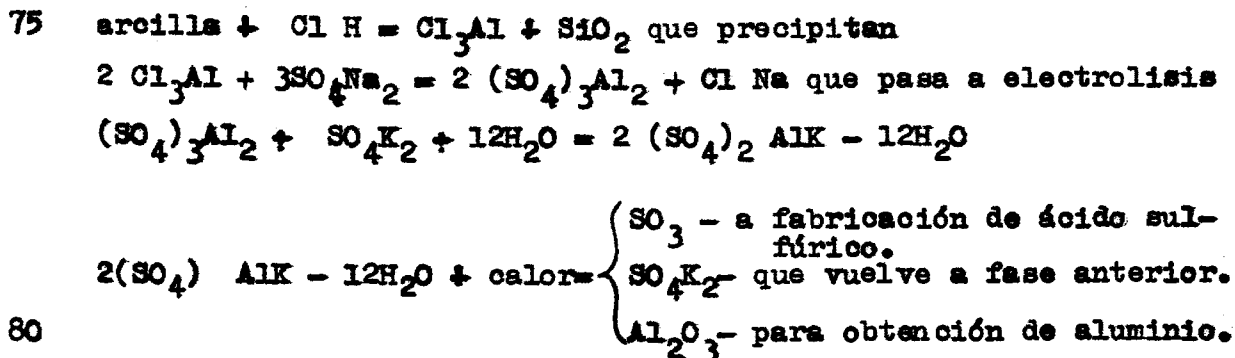 75 arcilla + Cl H = Cl₃Al + SiO₂ que precipitan
2 Cl₃Al + 3SO₄Na₂ = 2 (SO₄)₃Al₂ + Cl Na que pasa a electrolisis
(SO₄)₃Al₂ + SO₄K₂ + 12H₂O = 2 (SO₄)₂ AlK - 12H₂O
SO₃ - a fabricación de ácido sul-
fúrico.
2(SO₄) AlK - 12H₂O + calor= SO₄K₂- que vuelve a fase anterior.
80 Al₂O₃- para obtención de aluminio.